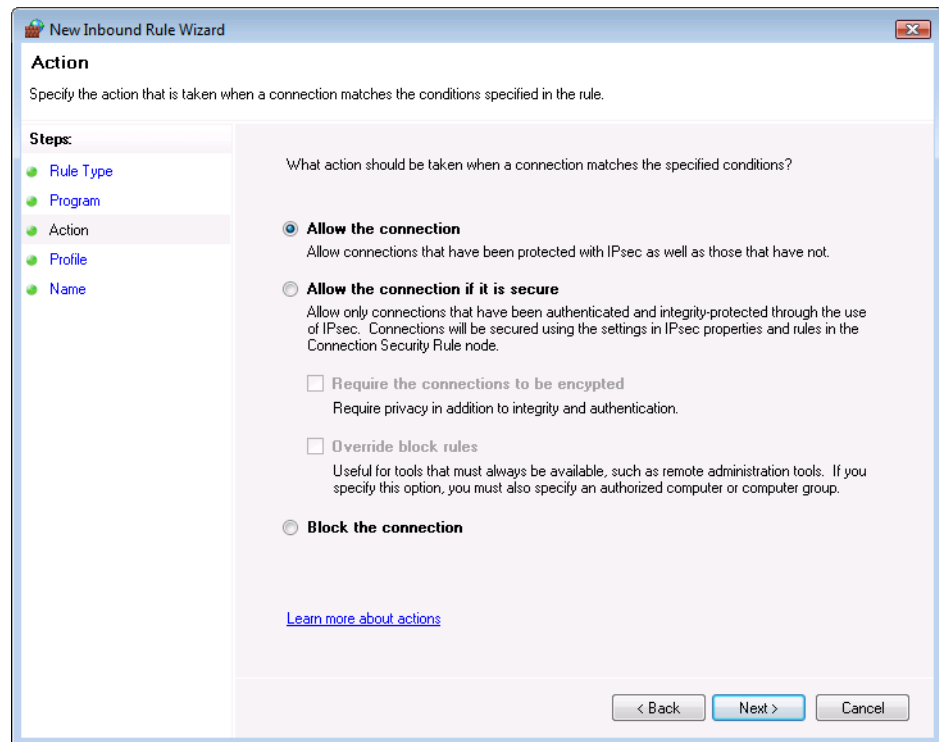 New Inbound Rule Wizard
Action
Specify the action that is taken when a connection matches the conditions specified in the rule.
Steps:
Rule Type
Program
Action
Profile
Name
What action should be taken when a connection matches the specified conditions?
Allow the connection
Allow connections that have been protected with IPsec as well as those that have not.
Allow the connection if it is secure
Allow only connections that have been authenticated and integrity-protected through the use
of IPsec. Connections will be secured using the settings in IPsec properties and rules in the
Connection Security Rule node.
Require the connections to be encrypted
Require privacy in addition to integrity and authentication.
Override block rules
Useful for tools that must always be available, such as remote administration tools. If you
specify this option, you must also specify an authorized computer or computer group.
Block the connection
Learn more about actions
< Back
Next >
Cancel